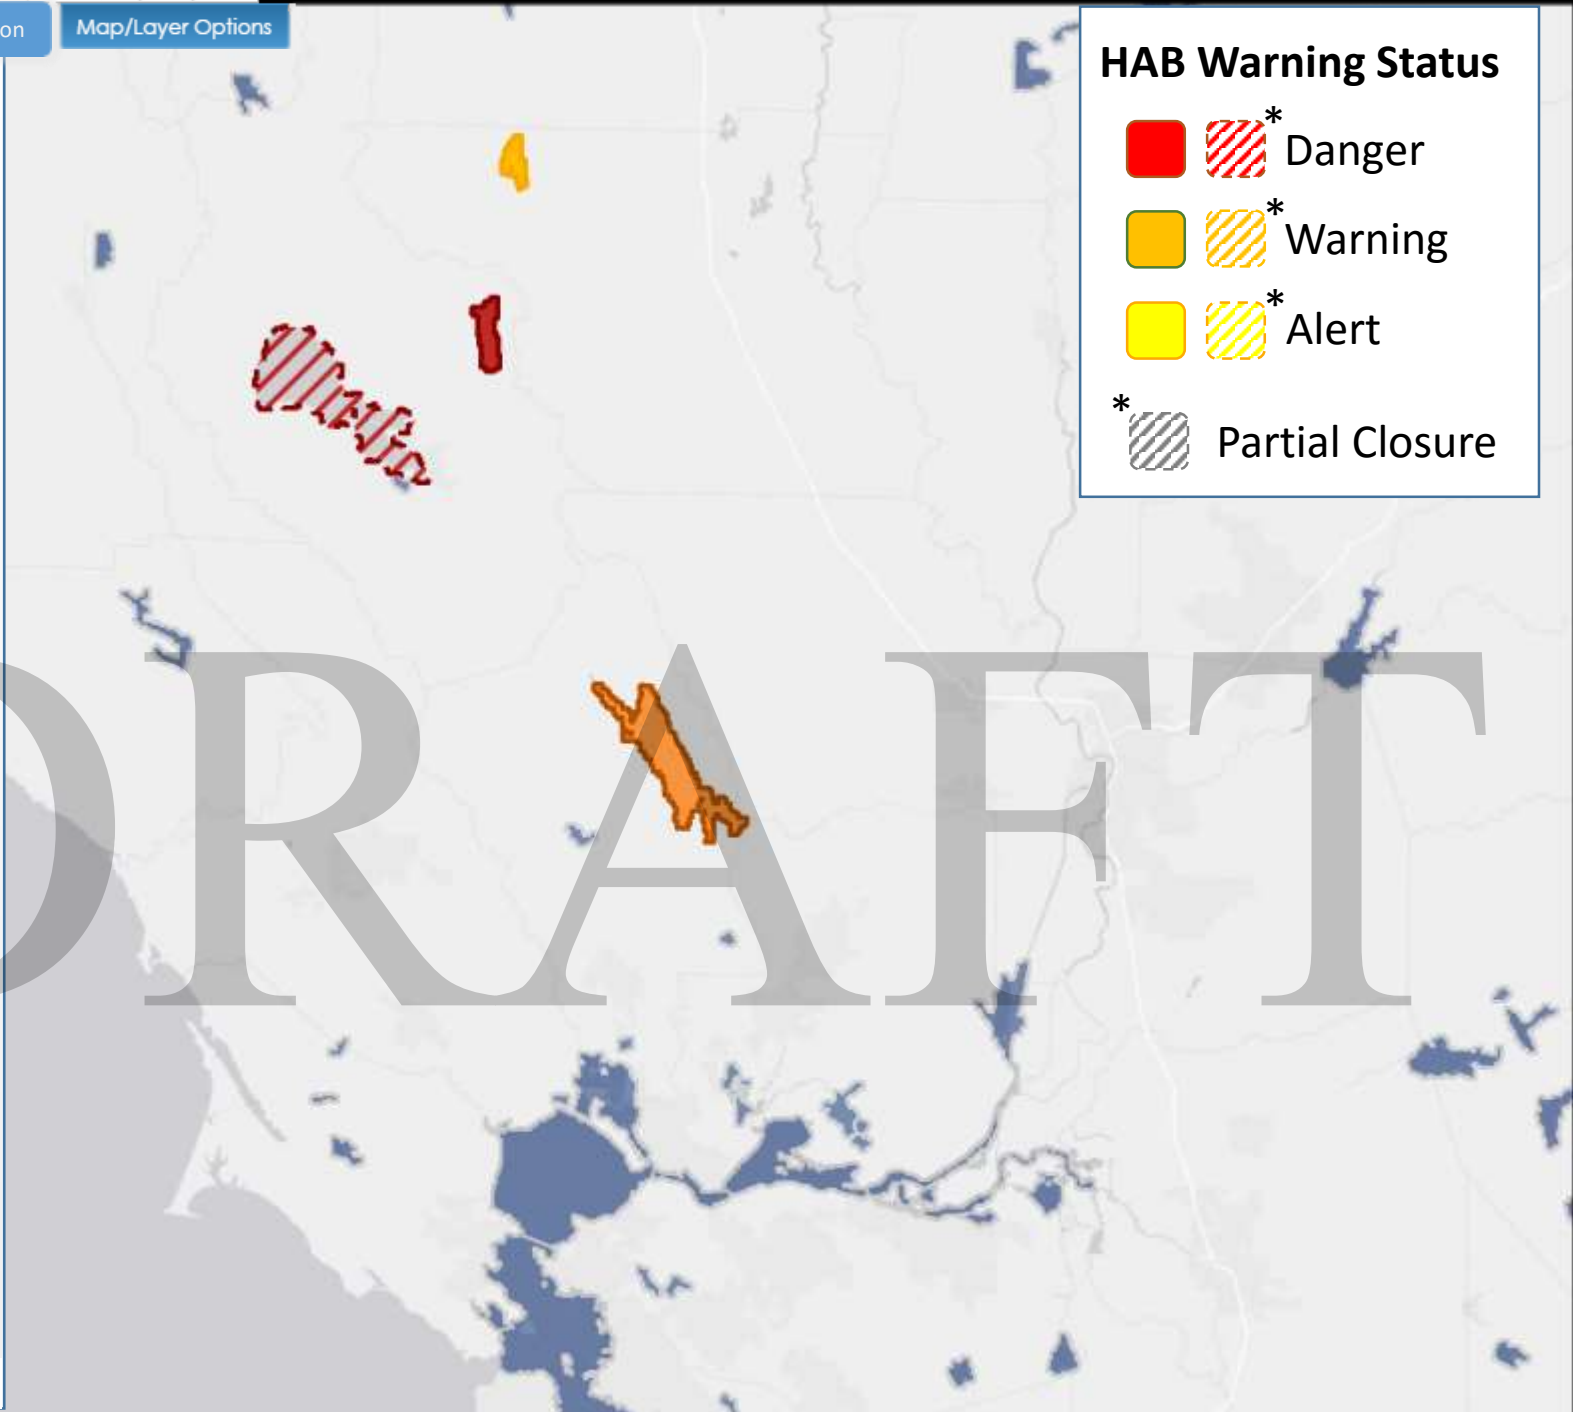 on
Map/Layer Options
HAB Warning Status
* Danger
* Warning
* Alert
* Partial Closure
DRAFT